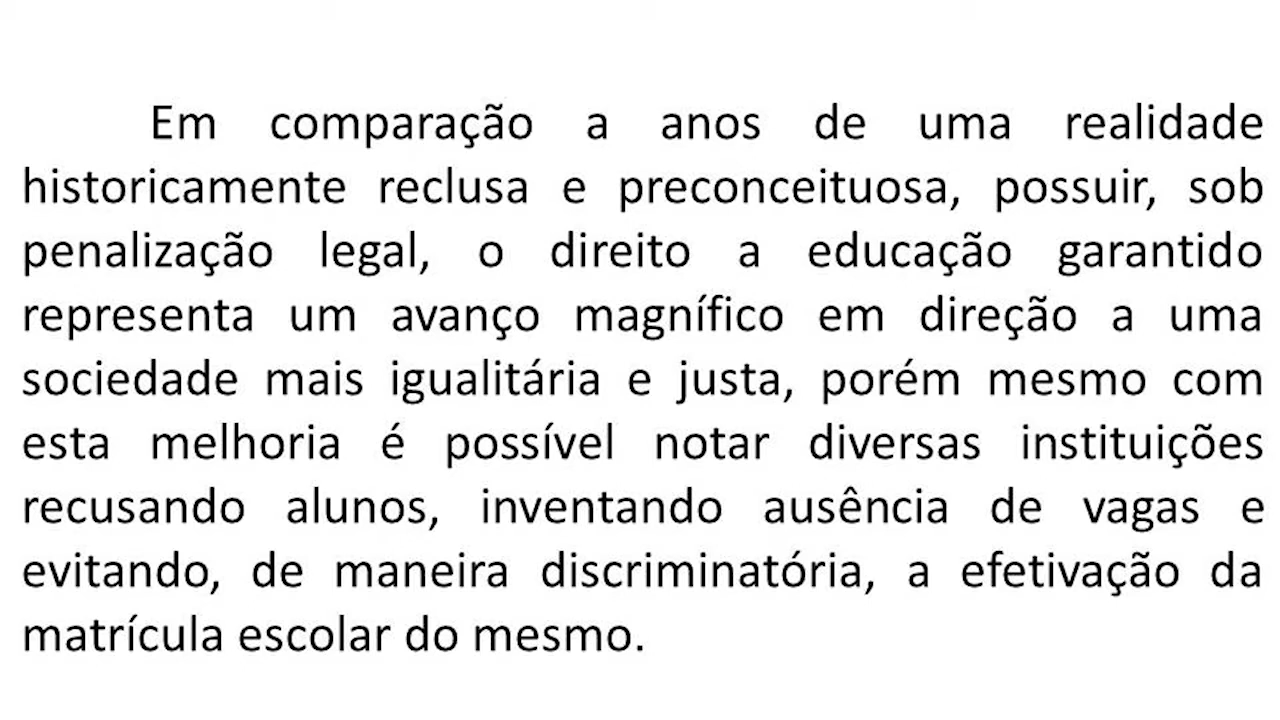 Em comparação a anos de uma realidade
historicamente reclusa e preconceituosa, possuir, sob
penalização legal, o direito a educação garantido
representa um avanço magnífico em direção a uma
sociedade mais igualitária e justa, porém mesmo com
esta melhoria é possível notar diversas instituições
recusando alunos, inventando ausência de vagas e
evitando, de maneira discriminatória, a efetivação da
matrícula escolar do mesmo.